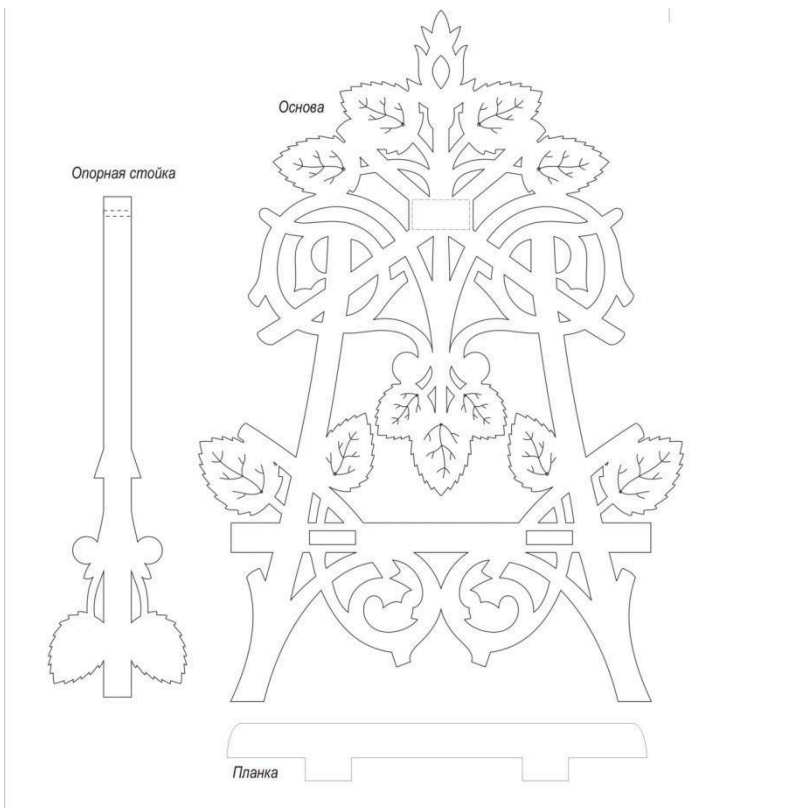 Основа
Опорная стойка
Планка